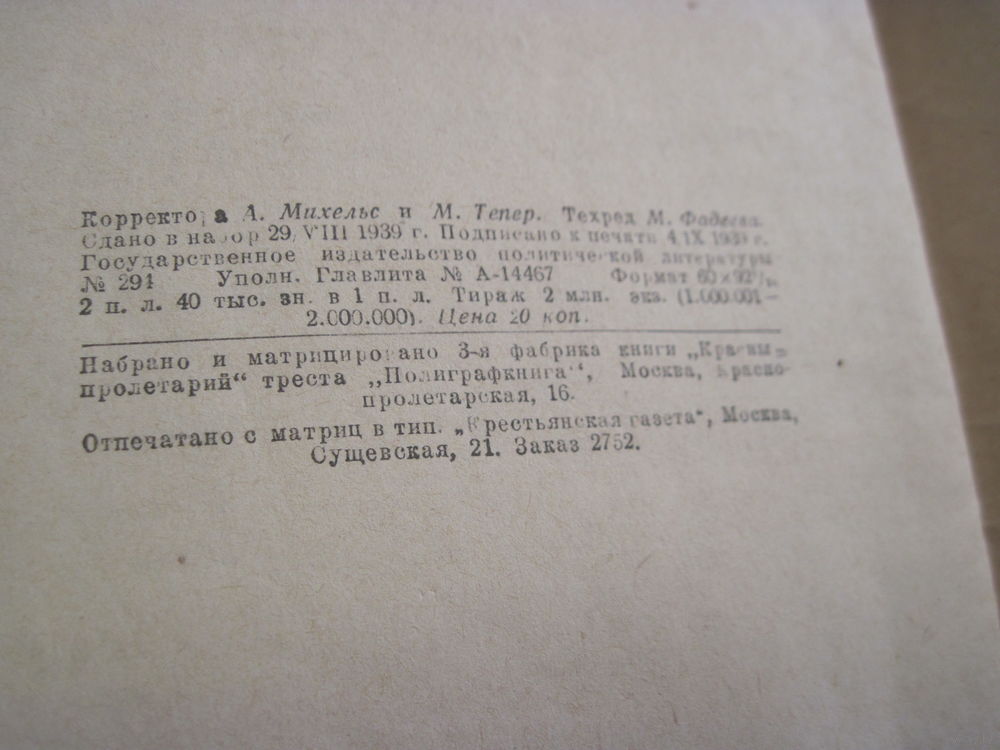 Корректора А. Михельс и М. Тепер. Техред М. Фадеева.
Сдано в набор 29/VIII 1939 г. Подписано к печати 4/IX 1939 г.
Государственное издательство политической литературы
№ 294 Уполн. Главлита № А-14467 Формат 60×92
2 п. л. 40 тыс. зн. в 1 п. л. Тираж 2 млн. экз. (1.000.001—
2.000.000). Цена 20 коп.
Набрано и матрицировано 3-я фабрика книги „Красный
пролетарий“ треста „Полиграфкнига“, Москва, Красно-
пролетарская, 16.
Отпечатано с матриц в тип. „Крестьянская газета“, Москва,
Сущевская, 21. Заказ 2752.